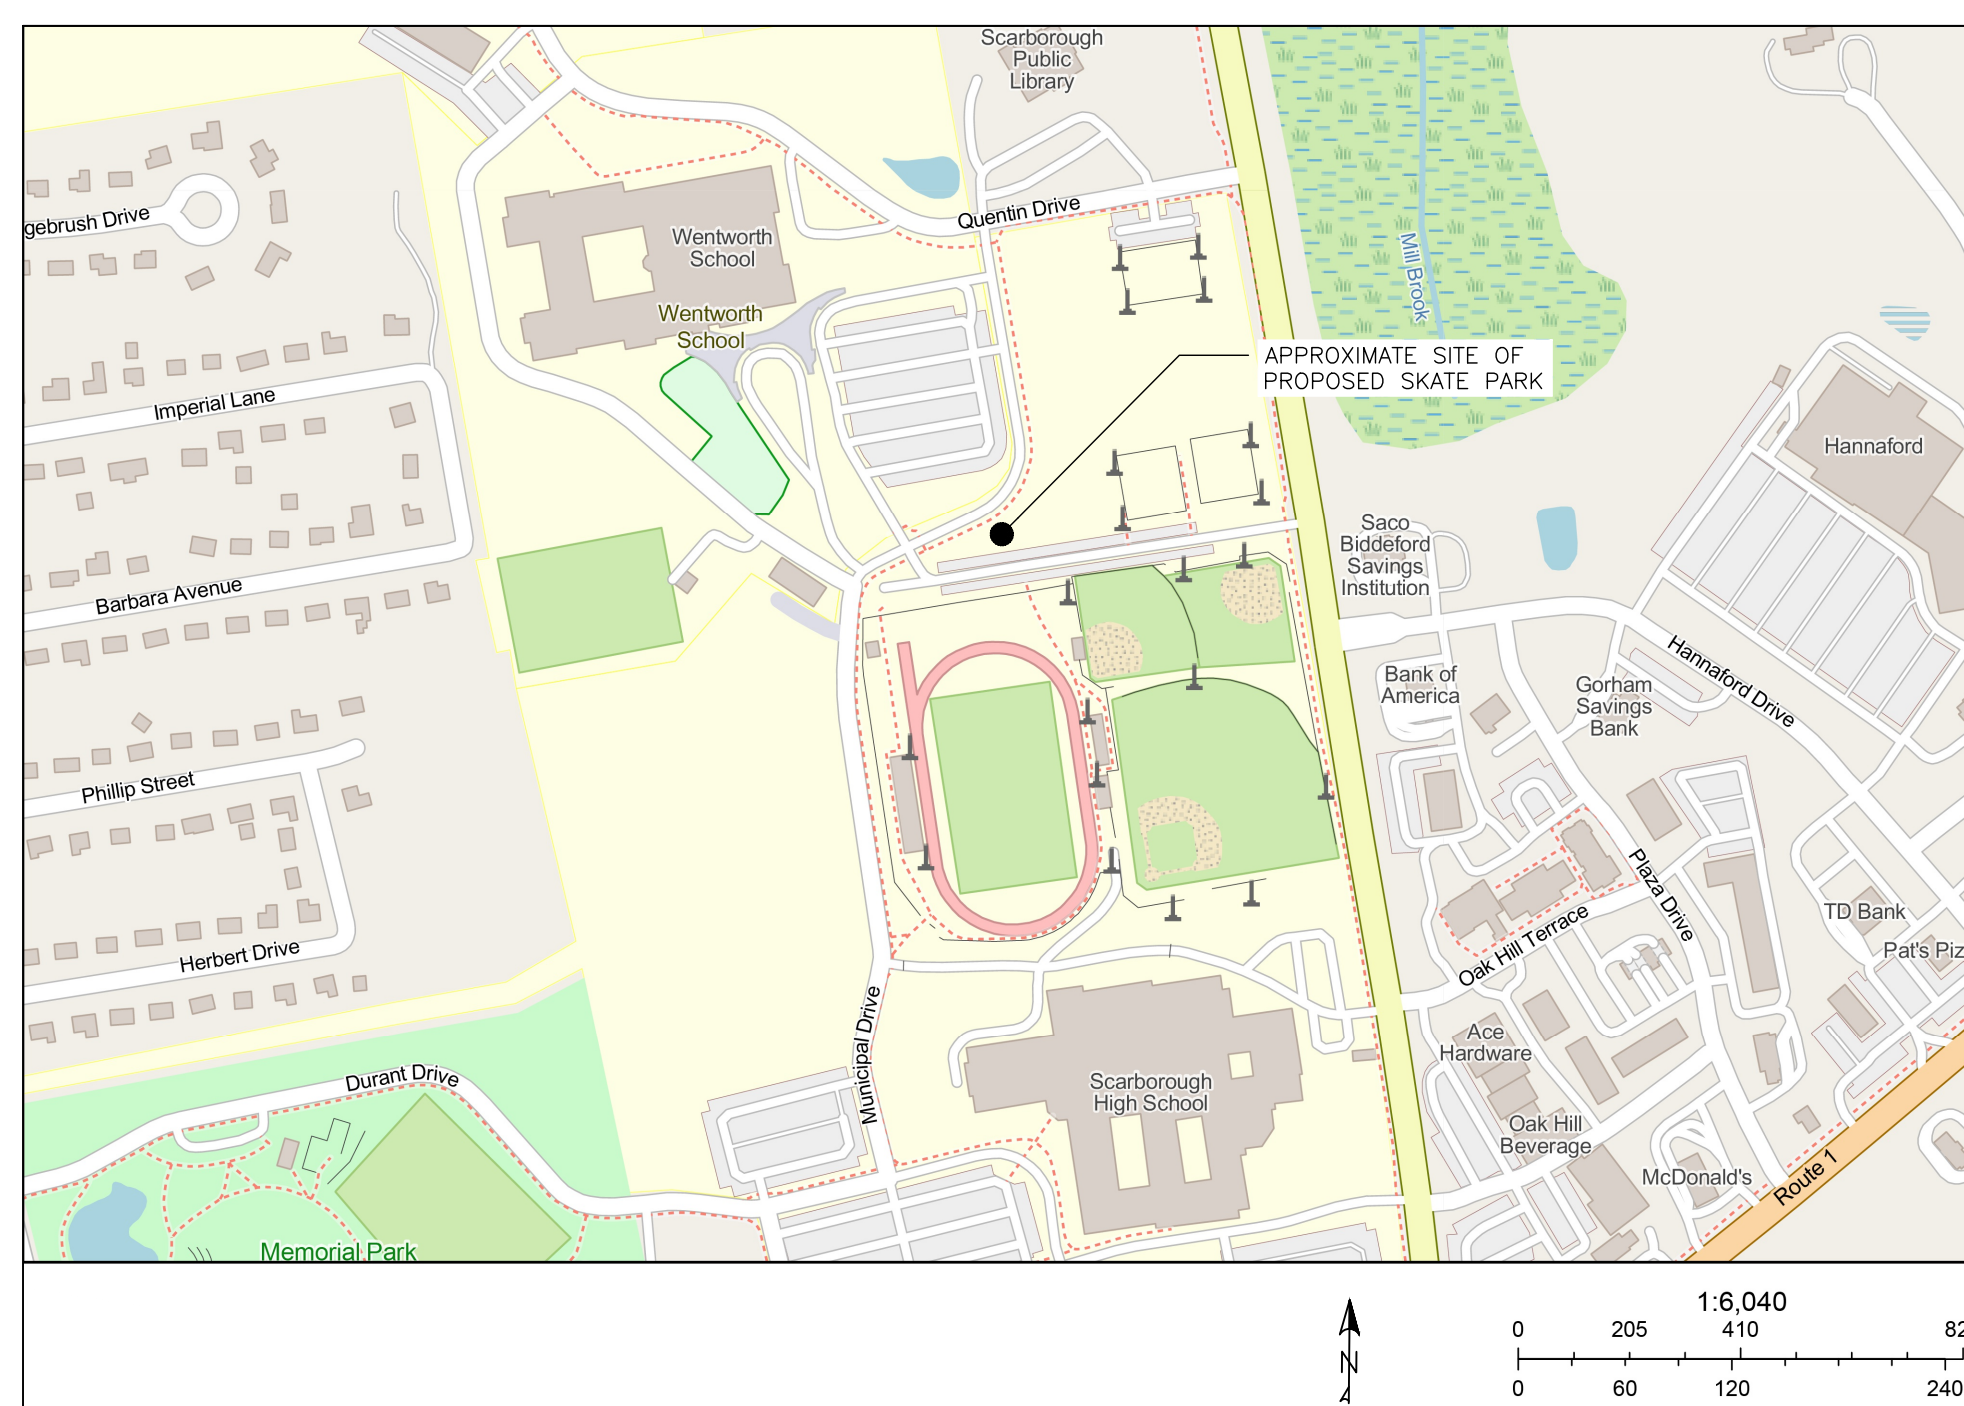 Scarborough
Public
Library
gebrush Drive
Quentin Drive
Wentworth
School
Wentworth
School
Mill Brook
APPROXIMATE SITE OF
PROPOSED SKATE PARK
Imperial Lane
Hannaford
Saco
Biddeford
Savings
Institution
Barbara Avenue
Hannaford Drive
Bank of
America
Gorham
Savings
Bank
Phillip Street
Plaza Drive
TD Bank
Oak Hill Terrace
Pat's Piz
Herbert Drive
Municipal Drive
Ace
Hardware
Durant Drive
Scarborough
High School
Oak Hill
Beverage
McDonald's
Route 1
Memorial Park
1:6,040
0 205 410 82
N
0 60 120 240